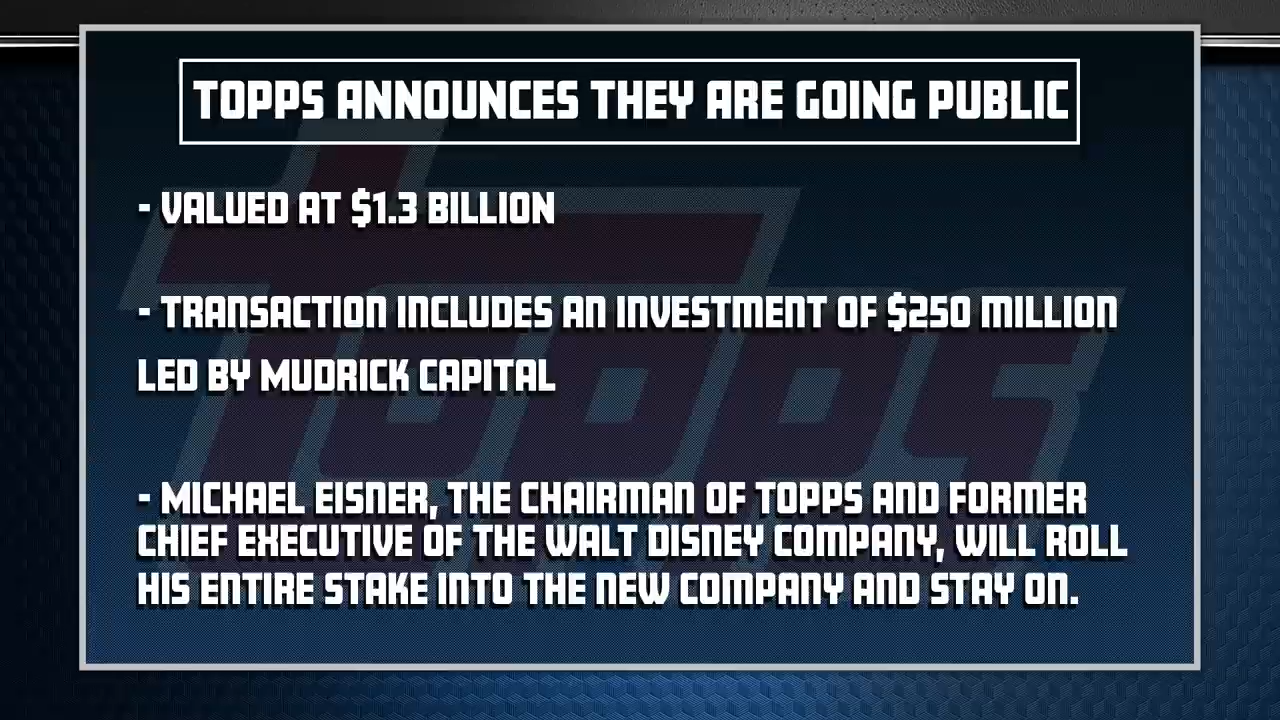 TOPPS ANNOUNCES THEY ARE GOING PUBLIC
- VALUED AT $1.3 BILLION
- TRANSACTION INCLUDES AN INVESTMENT OF $250 MILLION
LED BY MUDRICK CAPITAL
- MICHAEL EISNER, THE CHAIRMAN OF TOPPS AND FORMER
CHIEF EXECUTIVE OF THE WALT DISNEY COMPANY, WILL ROLL
HIS ENTIRE STAKE INTO THE NEW COMPANY AND STAY ON.
topps